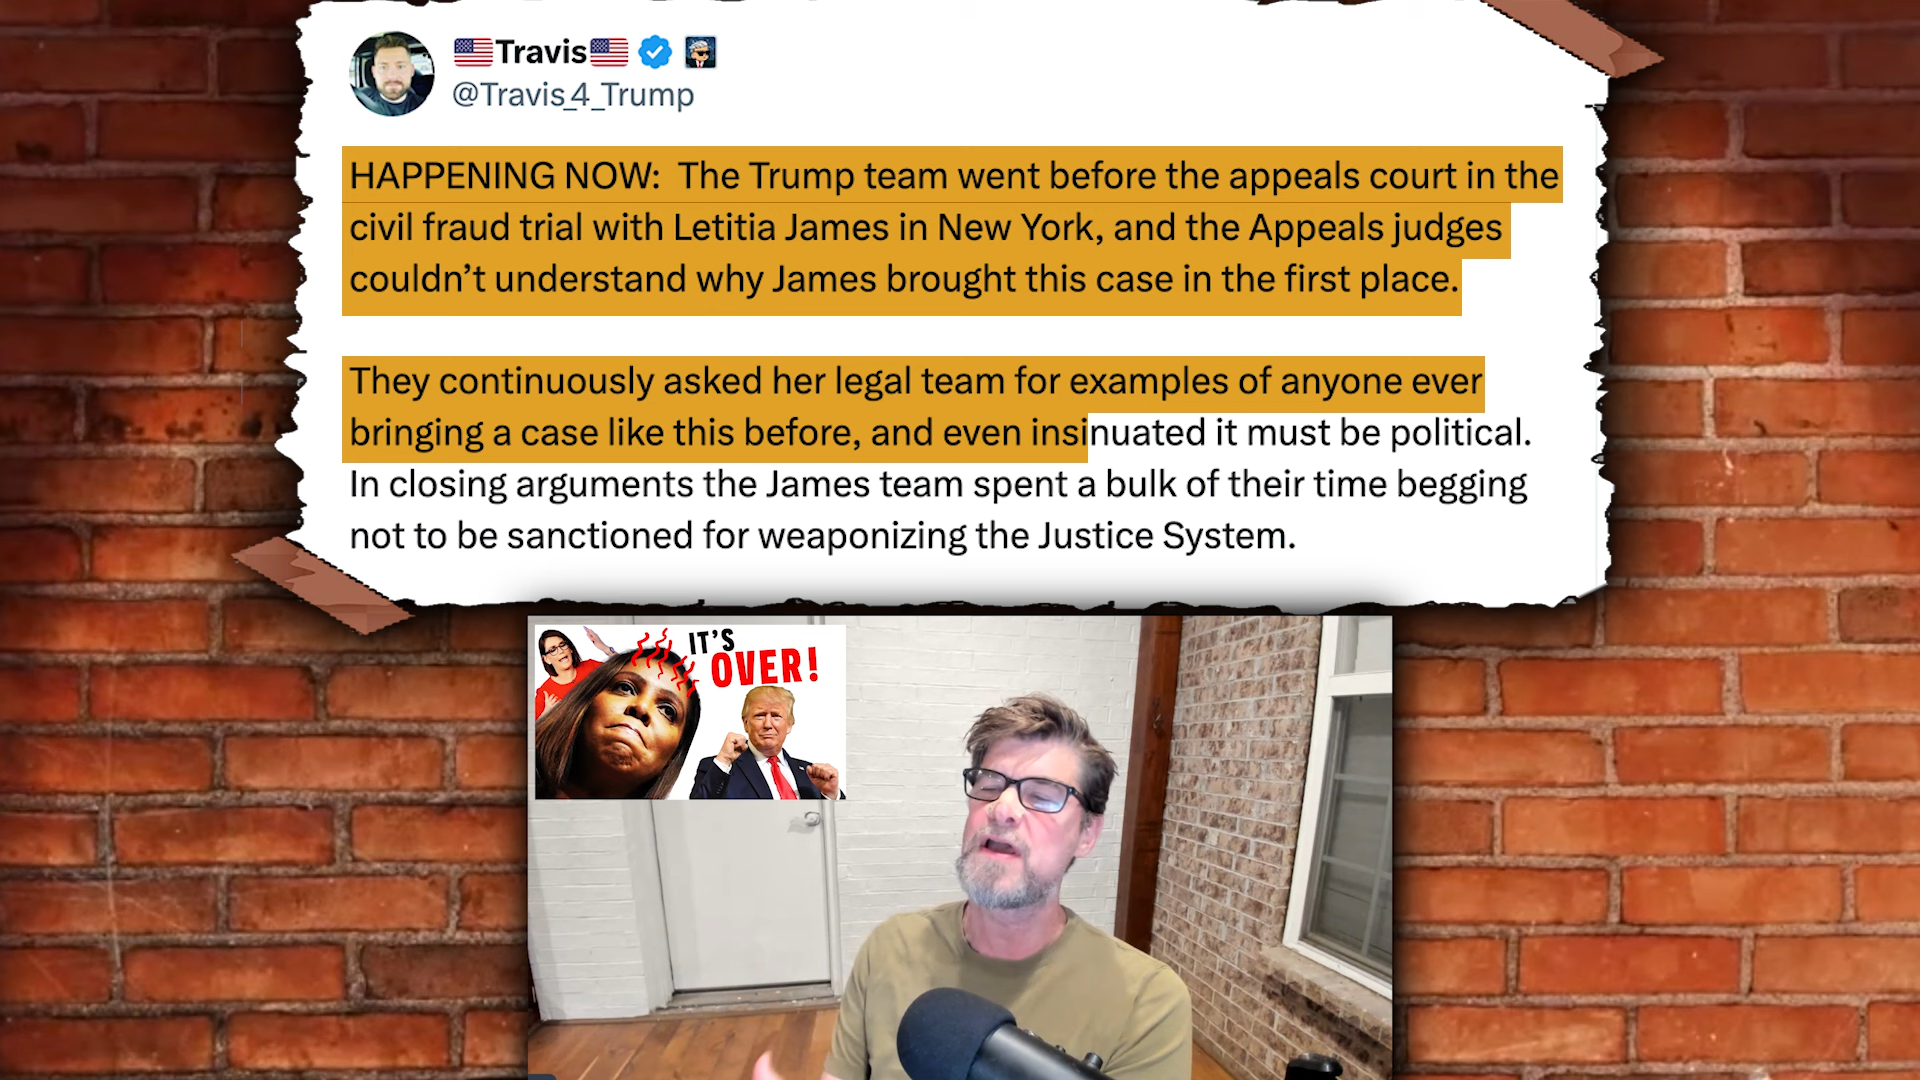 🇺🇸Travis🇺🇸
@Travis_4_Trump
HAPPENING NOW: The Trump team went before the appeals court in the
civil fraud trial with Letitia James in New York, and the Appeals judges
couldn’t understand why James brought this case in the first place.
They continuously asked her legal team for examples of anyone ever
bringing a case like this before, and even insinuated it must be political.
In closing arguments the James team spent a bulk of their time begging
not to be sanctioned for weaponizing the Justice System.
IT’S
OVER!